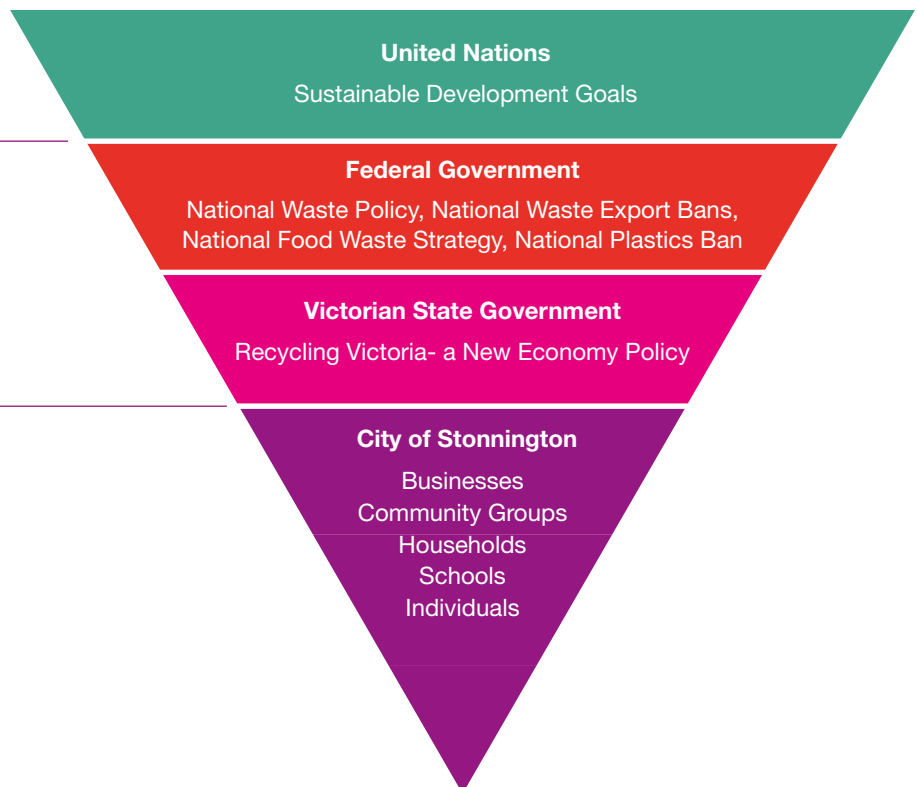 United Nations
Sustainable Development Goals
Federal Government
National Waste Policy, National Waste Export Bans,
National Food Waste Strategy, National Plastics Ban
Victorian State Government
Recycling Victoria- a New Economy Policy
City of Stonnington
Businesses
Community Groups
Households
Schools
Individuals